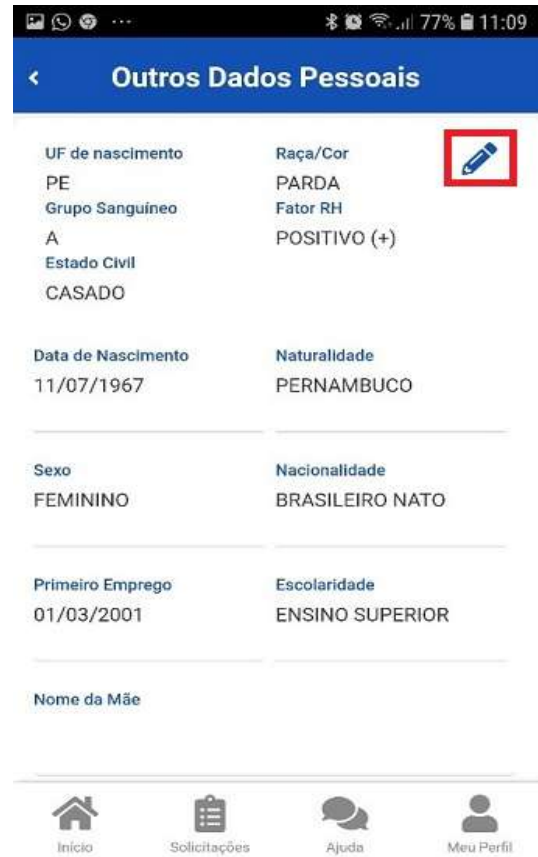 77% 11:09
Outros Dados Pessoais
UF de nascimento Raça/Cor
PE PARDA
Grupo Sanguíneo Fator RH
A POSITIVO (+)
Estado Civil
CASADO
Data de Nascimento Naturalidade
11/07/1967 PERNAMBUCO
Sexo Nacionalidade
FEMININO BRASILEIRO NATO
Primeiro Emprego Escolaridade
01/03/2001 ENSINO SUPERIOR
Nome da Mãe
Início Solicitações Ajuda Meu Perfil